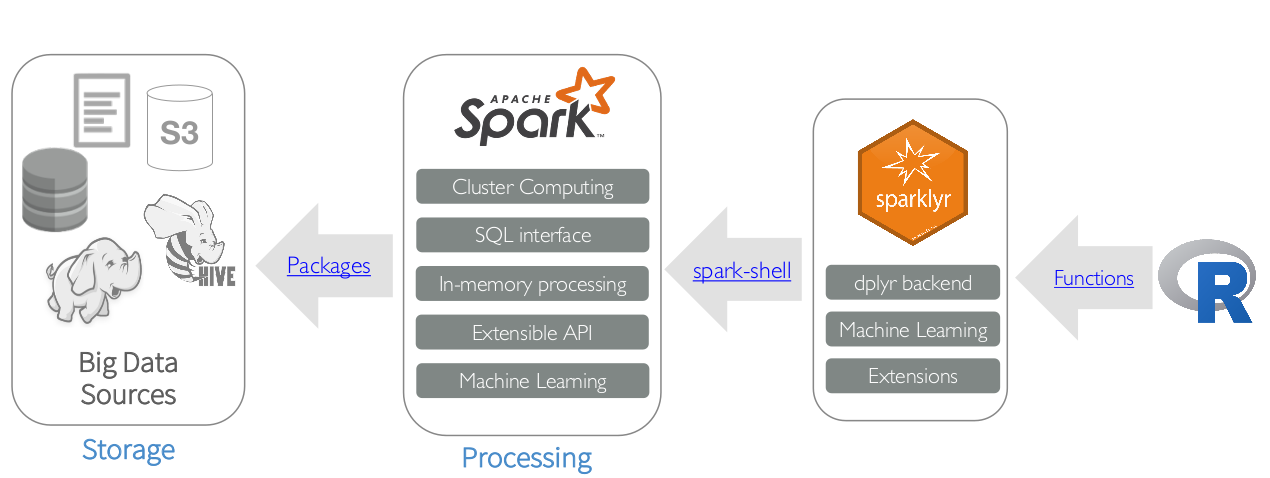 S3
HIVE
Big Data
Sources
Storage
Packages
APACHE
Spark™
Cluster Computing
SQL interface
In-memory processing
Extensible API
Machine Learning
Processing
spark-shell
sparklyr
dplyr backend
Machine Learning
Extensions
Functions
R